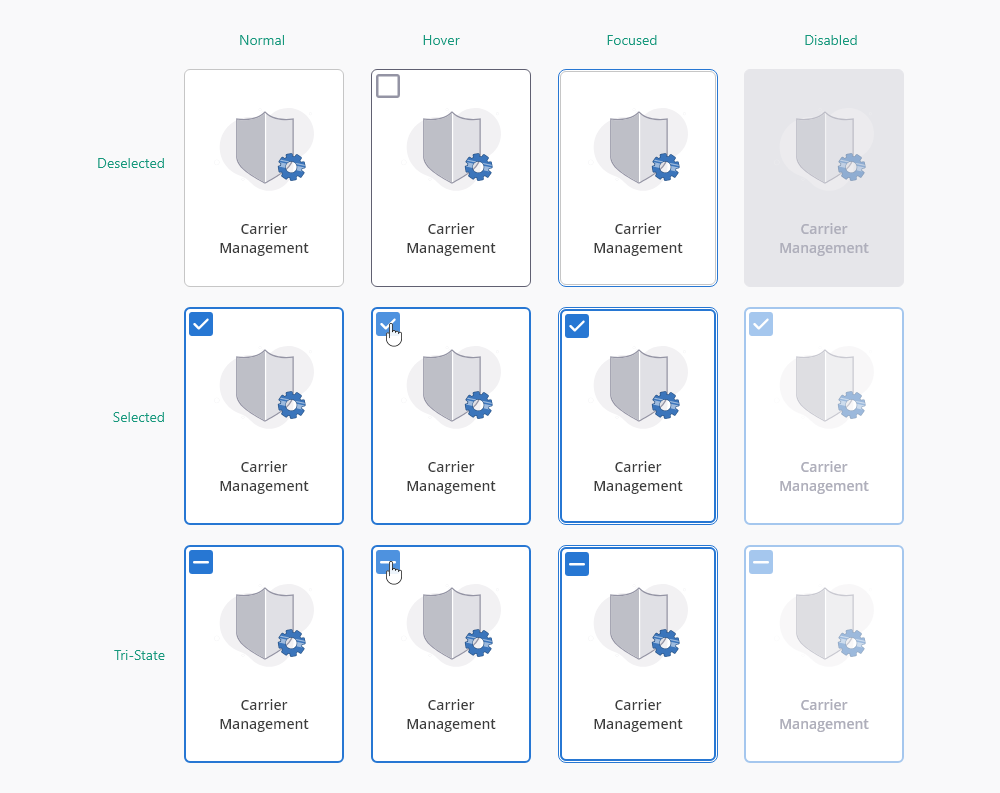 Normal
Hover
Focused
Disabled
Deselected
Carrier
Management
Carrier
Management
Carrier
Management
Carrier
Management
Selected
Carrier
Management
Carrier
Management
Carrier
Management
Carrier
Management
Tri-State
Carrier
Management
Carrier
Management
Carrier
Management
Carrier
Management